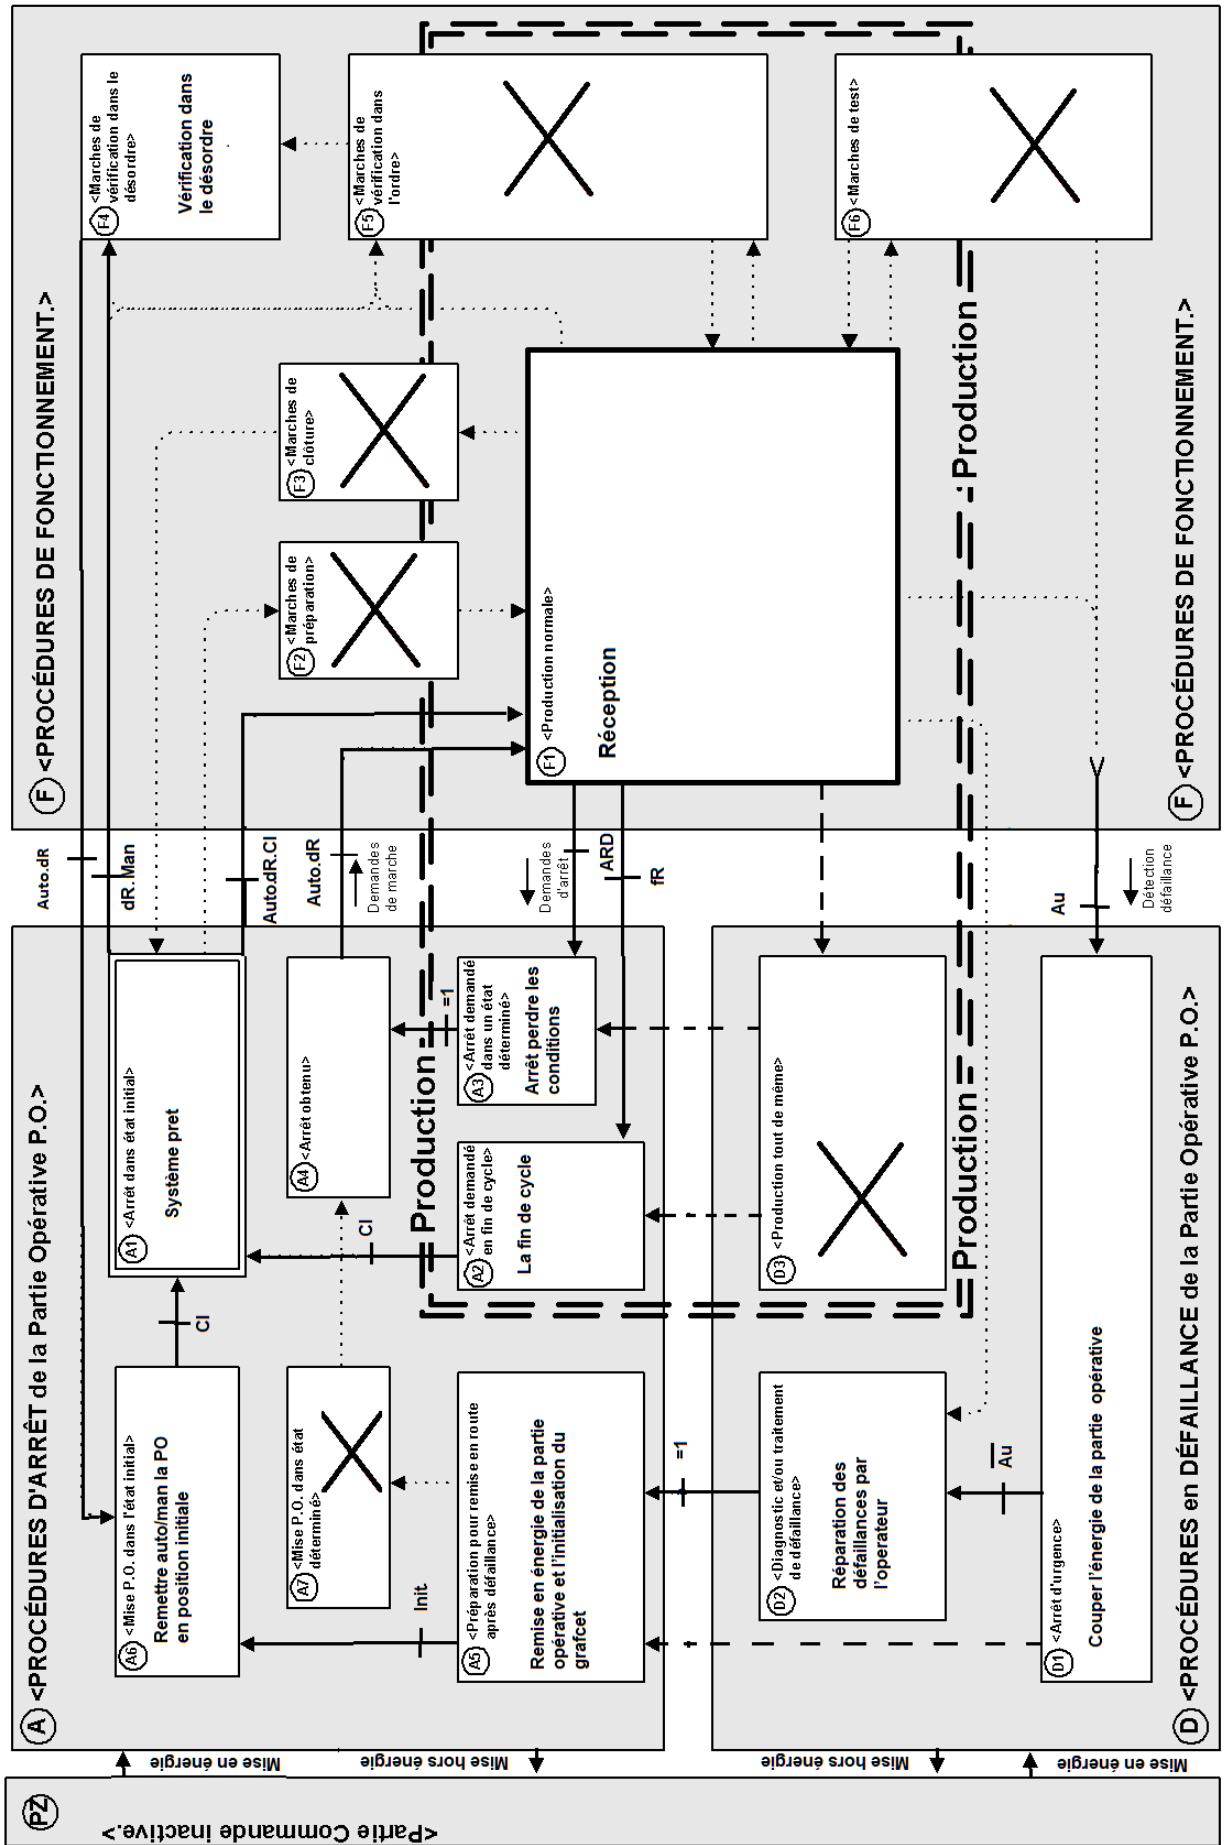 PZ
<Partie Commande inactive.>
Mise en énergie
Mise hors énergie
Mise hors énergie
Mise en énergie
A <PROCÉDURES D'ARRÊT de la Partie Opérative P.O.>
A6 <Mise P.O. dans l'état initial>
Remettre auto/man la PO
en position initiale
CI
A1 <Arrêt dans état initial>
Système pret
A7 <Mise P.O. dans état
déterminé>
A4 <Arrêt obtenu>
Init
CI
=1
Production
A5 <Préparation pour remise en route
après défaillance>
Remise en énergie de la partie
opérative et l'initialisation du
grafcet
A2 <Arrêt demandé
en fin de cycle>
La fin de cycle
A3 <Arrêt demandé
dans un état
déterminé>
Arrêt perdre les
conditions
=1
D2 <Diagnostic et/ou traitement
de défaillance>
Réparation des
défaillances par
l'operateur
D3 <Production tout de même>
Production
Au
D1 <Arrêt d'urgence>
Couper l'énergie de la partie opérative
D <PROCÉDURES en DÉFAILLANCE de la Partie Opérative P.O.>
Auto.dR
dR.Man
Auto.dR.CI
Auto.dR
Demandes
de marche
Demandes
d'arrêt
ARD
fR
Au
Détection
défaillance
F <PROCÉDURES DE FONCTIONNEMENT.>
F4 <Marches de
vérification dans le
désordre>
Vérification dans
le désordre
F2 <Marches de
préparation>
F3 <Marches de
clôture>
F5 <Marches de
vérification dans
l'ordre>
F1 <Production normale>
Réception
F6 <Marches de test>
Production
F <PROCÉDURES DE FONCTIONNEMENT.>